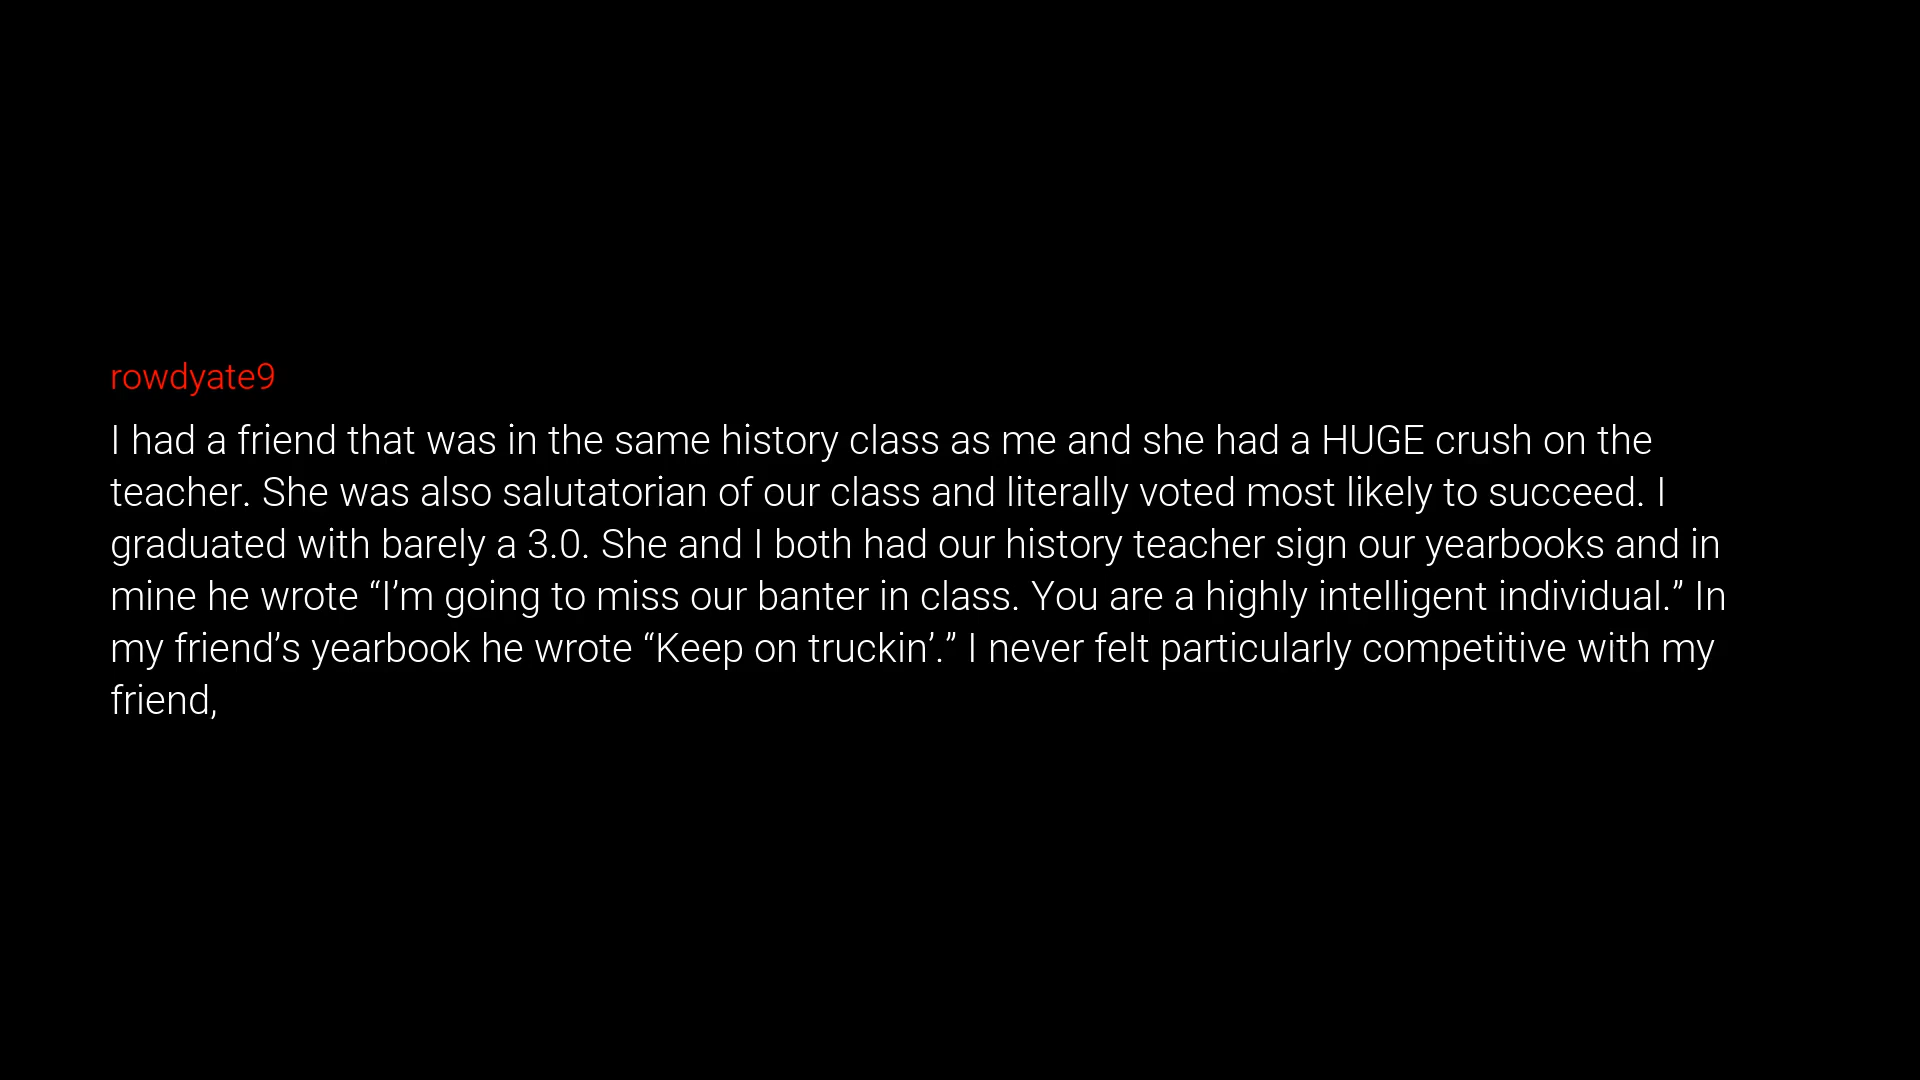 rowdyate9
I had a friend that was in the same history class as me and she had a HUGE crush on the
teacher. She was also salutatorian of our class and literally voted most likely to succeed. I
graduated with barely a 3.0. She and I both had our history teacher sign our yearbooks and in
mine he wrote “I’m going to miss our banter in class. You are a highly intelligent individual.” In
my friend’s yearbook he wrote “Keep on truckin’.” I never felt particularly competitive with my
friend,